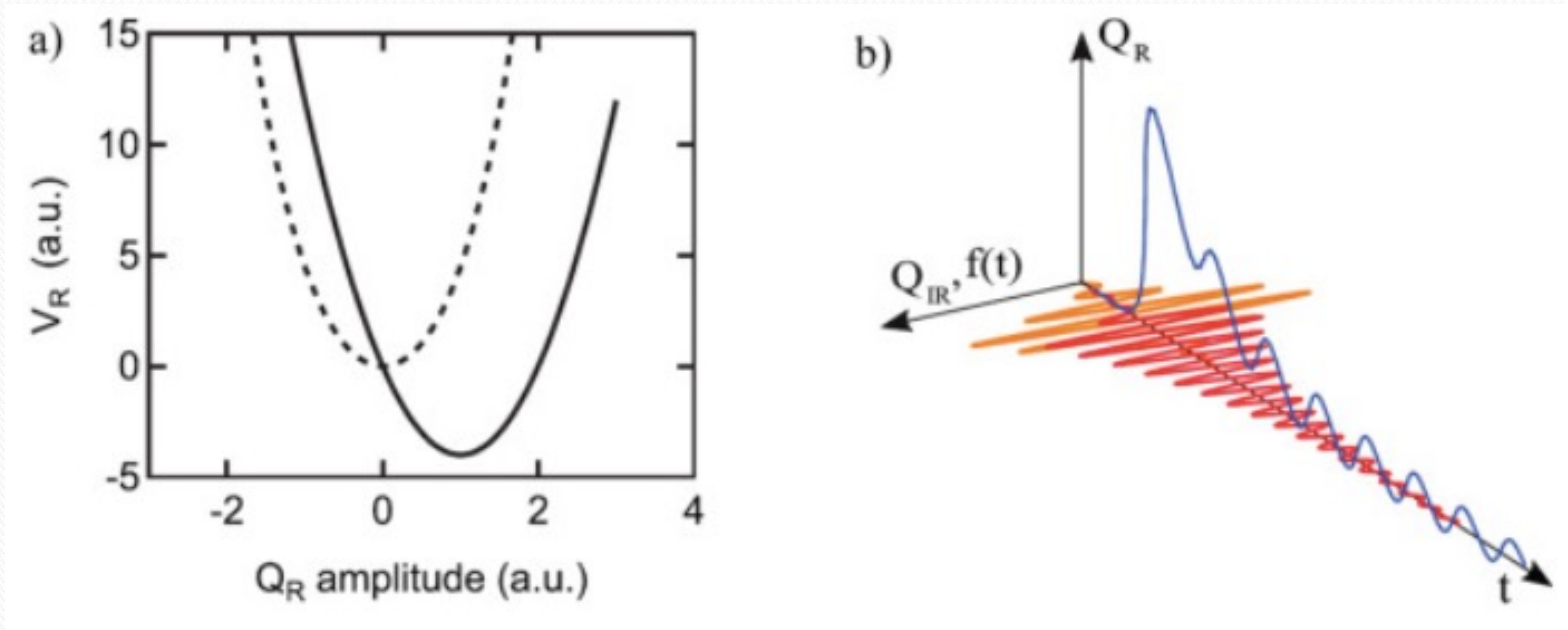 a)
15
10
5
0
-5
V_R (a.u.)
-2 0 2 4
Q_R amplitude (a.u.)
b)
Q_R
Q_IR, f(t)
t